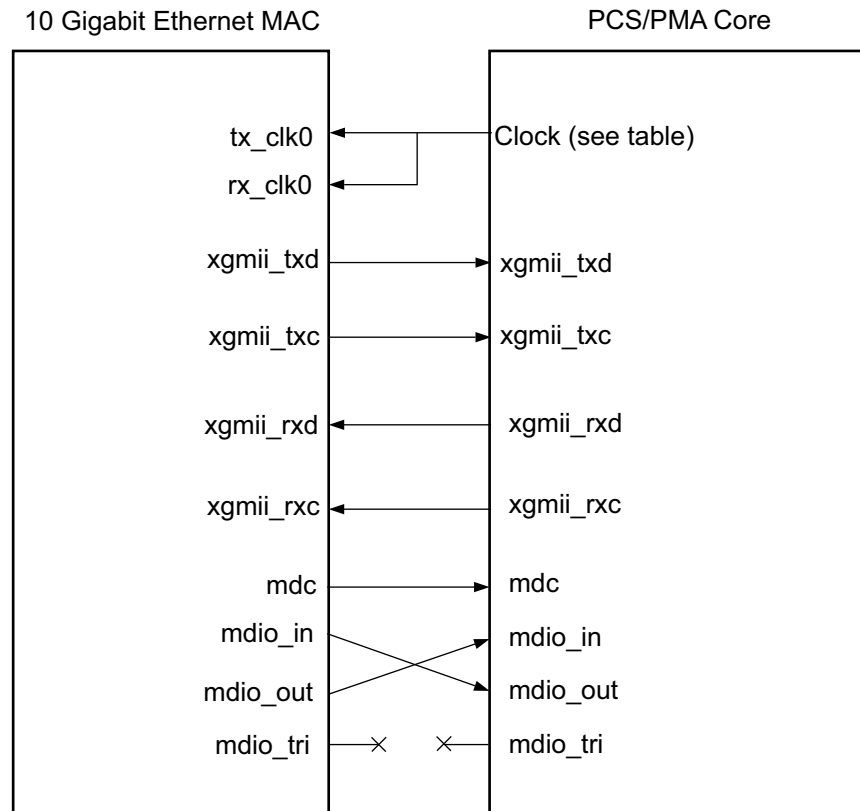 10 Gigabit Ethernet MAC
PCS/PMA Core
tx_clk0
Clock (see table)
rx_clk0
xgmii_txd
xgmii_txd
xgmii_txc
xgmii_txc
xgmii_rxd
xgmii_rxd
xgmii_rxc
xgmii_rxc
mdc
mdc
mdio_in
mdio_in
mdio_out
mdio_out
mdio_tri
mdio_tri